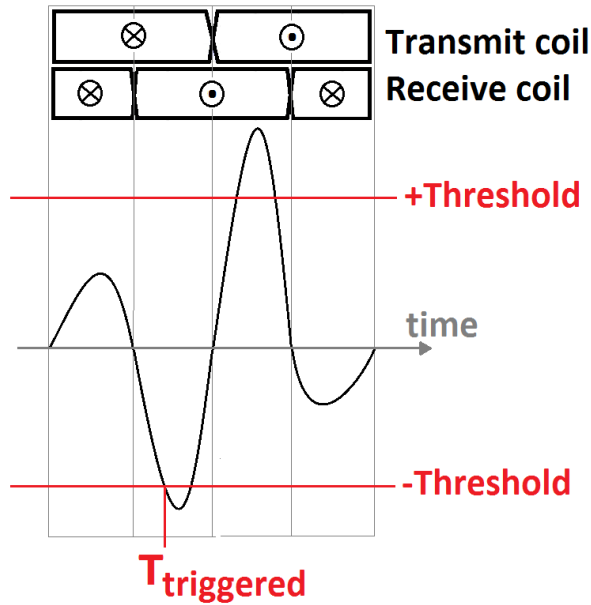 Transmit coil
Receive coil
+Threshold
time
-Threshold
Ttriggered